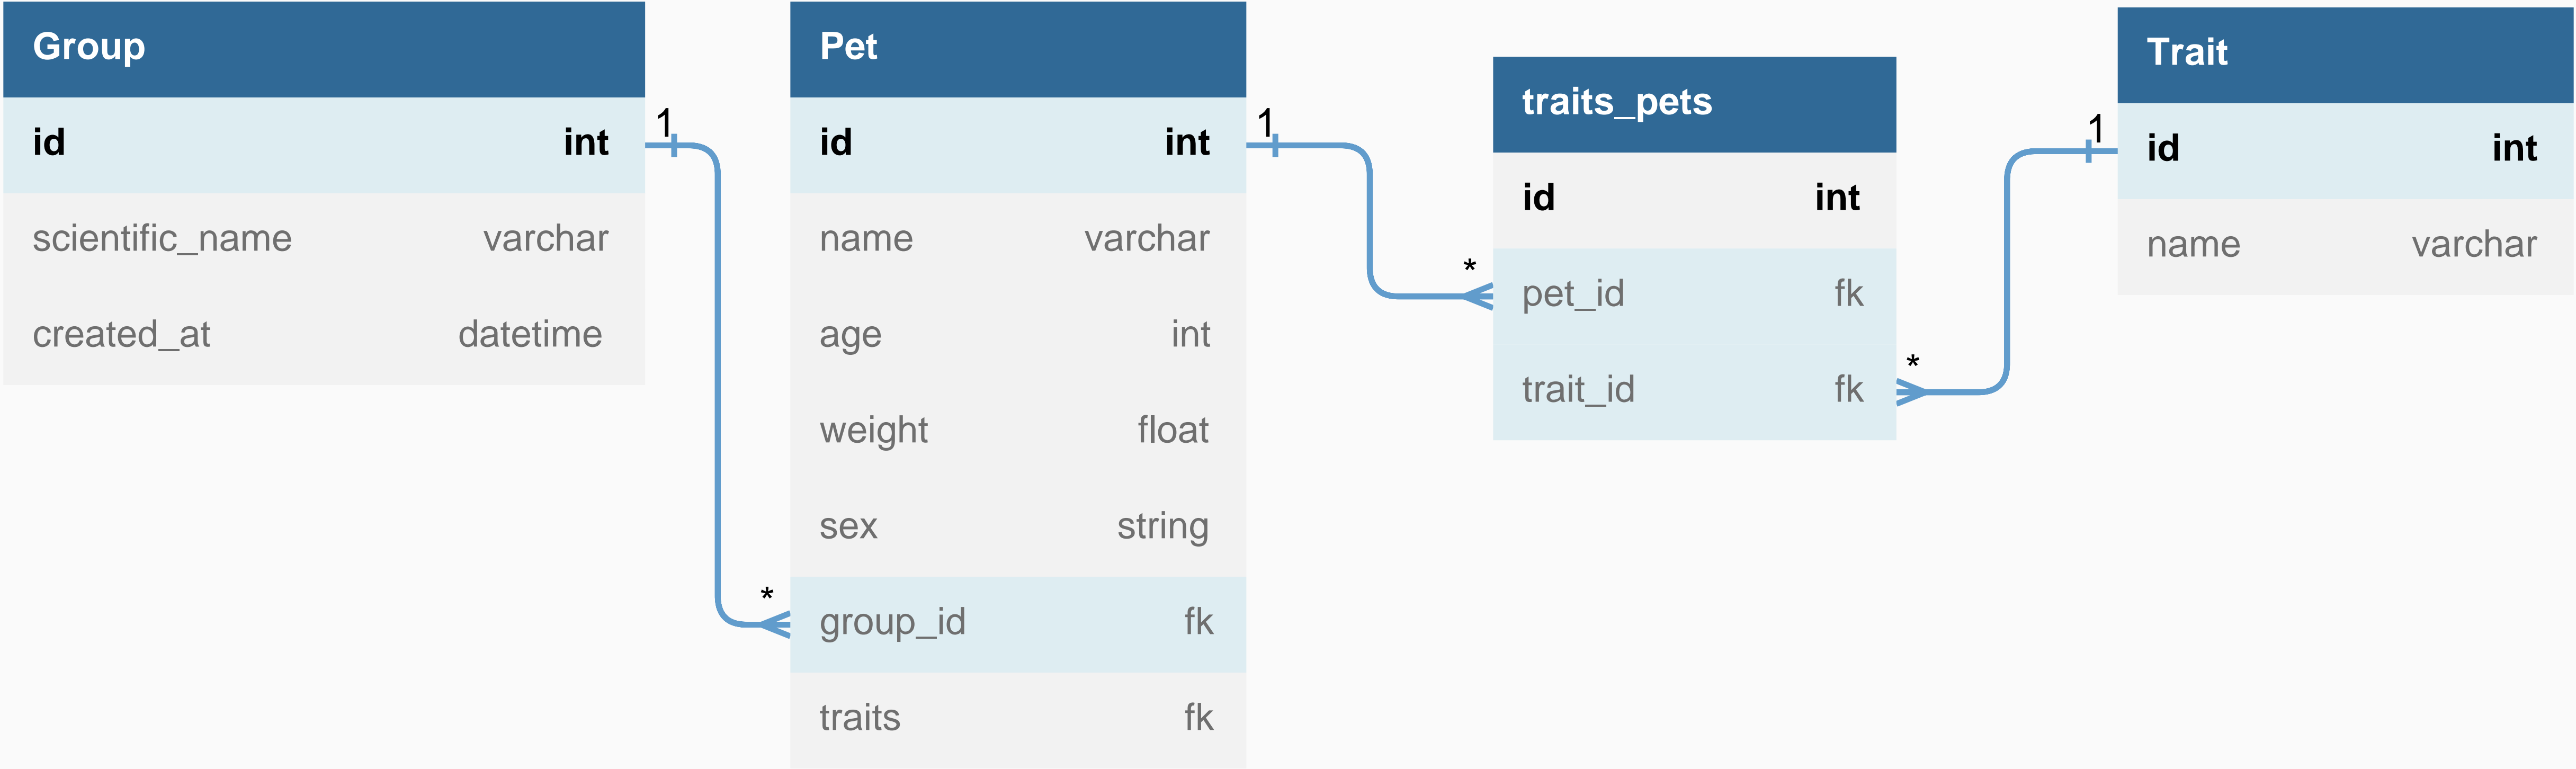 Group
id int
scientific_name varchar
created_at datetime
1
*
Pet
id int
name varchar
age int
weight float
sex string
group_id fk
traits fk
1
*
traits_pets
id int
pet_id fk
trait_id fk
*
1
Trait
id int
name varchar